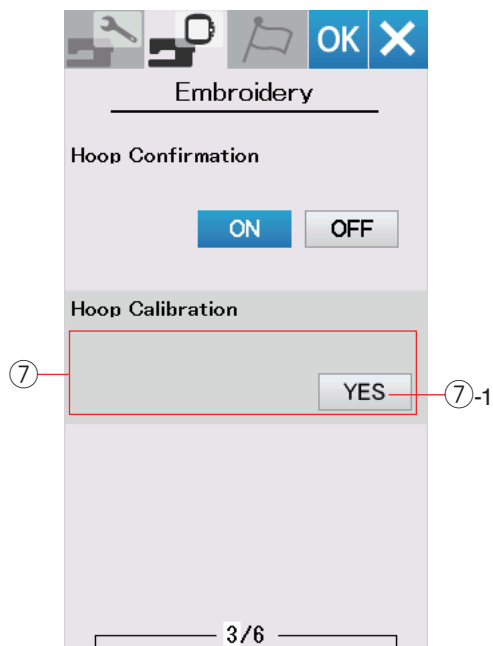 OK X
Embroidery
Hoop Confirmation
ON OFF
Hoop Calibration
⑦
YES
⑦-1
3/6